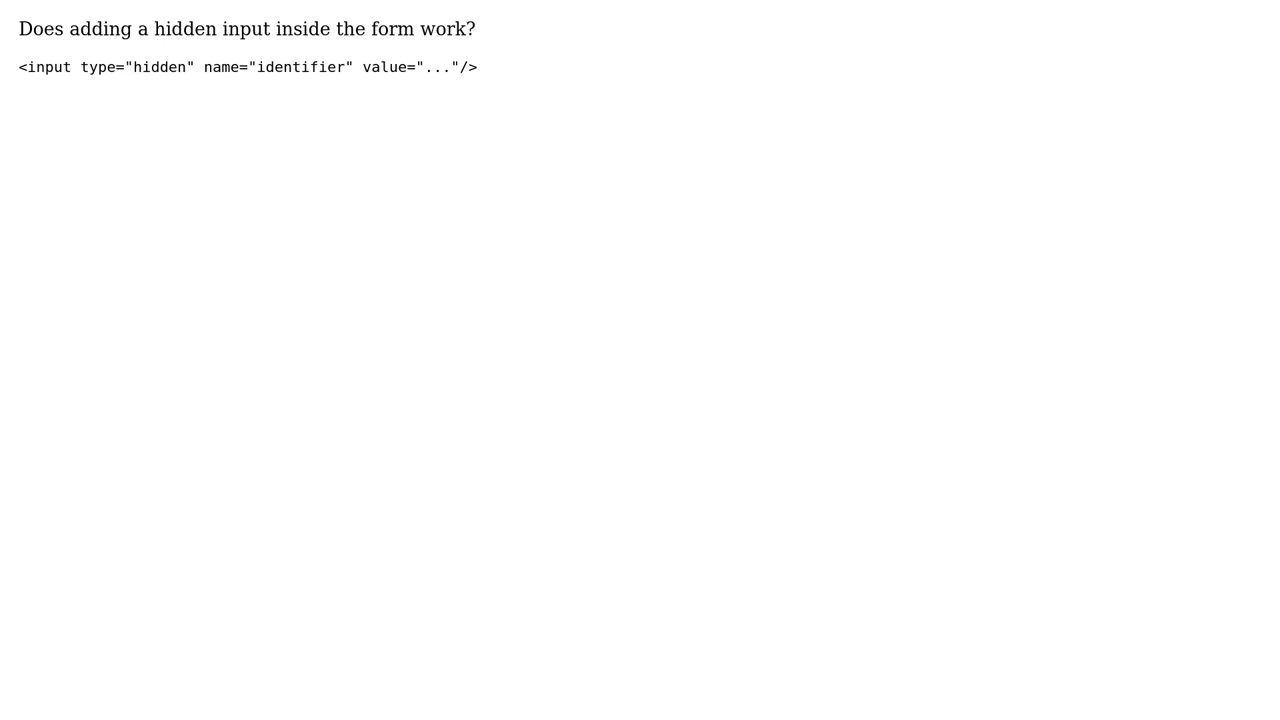 Does adding a hidden input inside the form work?
<input type="hidden" name="identifier" value="..."/>